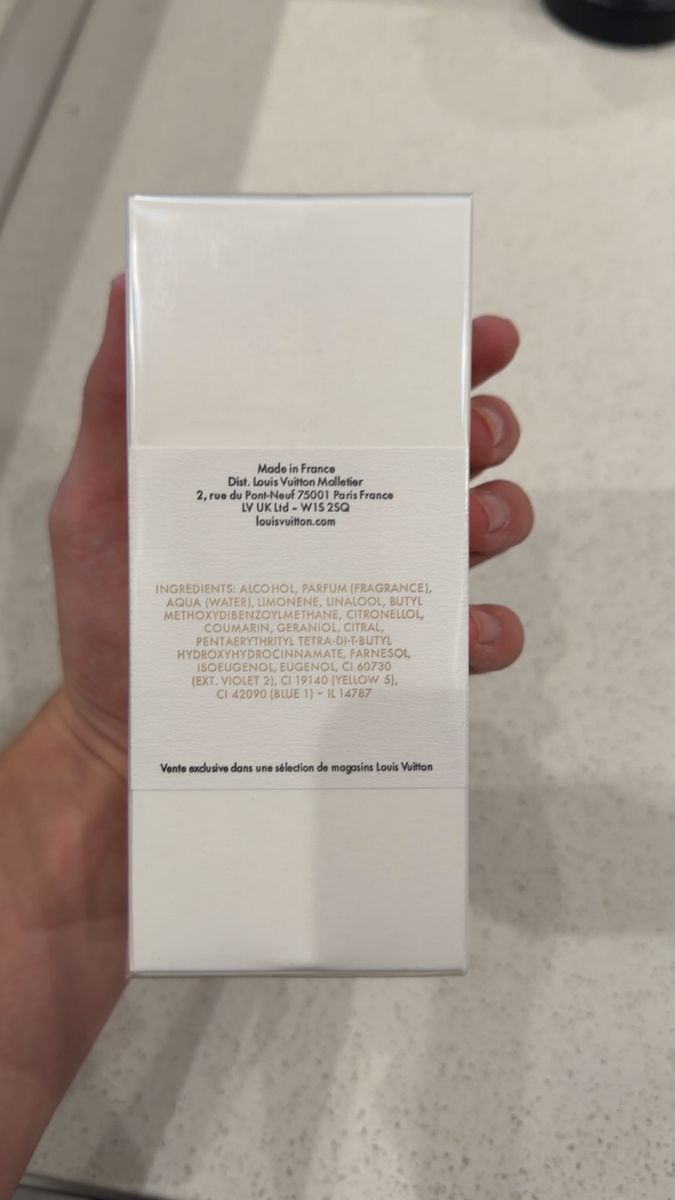 Made in France
Dist. Louis Vuitton Malletier
2, rue du Pont-Neuf 75001 Paris France
LV UK Ltd – W1S 2SQ
louisvuitton.com
INGREDIENTS: ALCOHOL, PARFUM (FRAGRANCE),
AQUA (WATER), LIMONENE, LINALOOL, BUTYL
METHOXYDIBENZOYLMETHANE, CITRONELLOL,
COUMARIN, GERANIOL, CITRAL,
PENTAERYTHRITYL TETRA-DI-T-BUTYL
HYDROXYHYDROCINNAMATE, FARNESOL,
ISOEUGENOL, EUGENOL, CI 60730
(EXT. VIOLET 2), CI 19140 (YELLOW 5),
CI 42090 (BLUE 1) – IL 14787
Vente exclusive dans une sélection de magasins Louis Vuitton